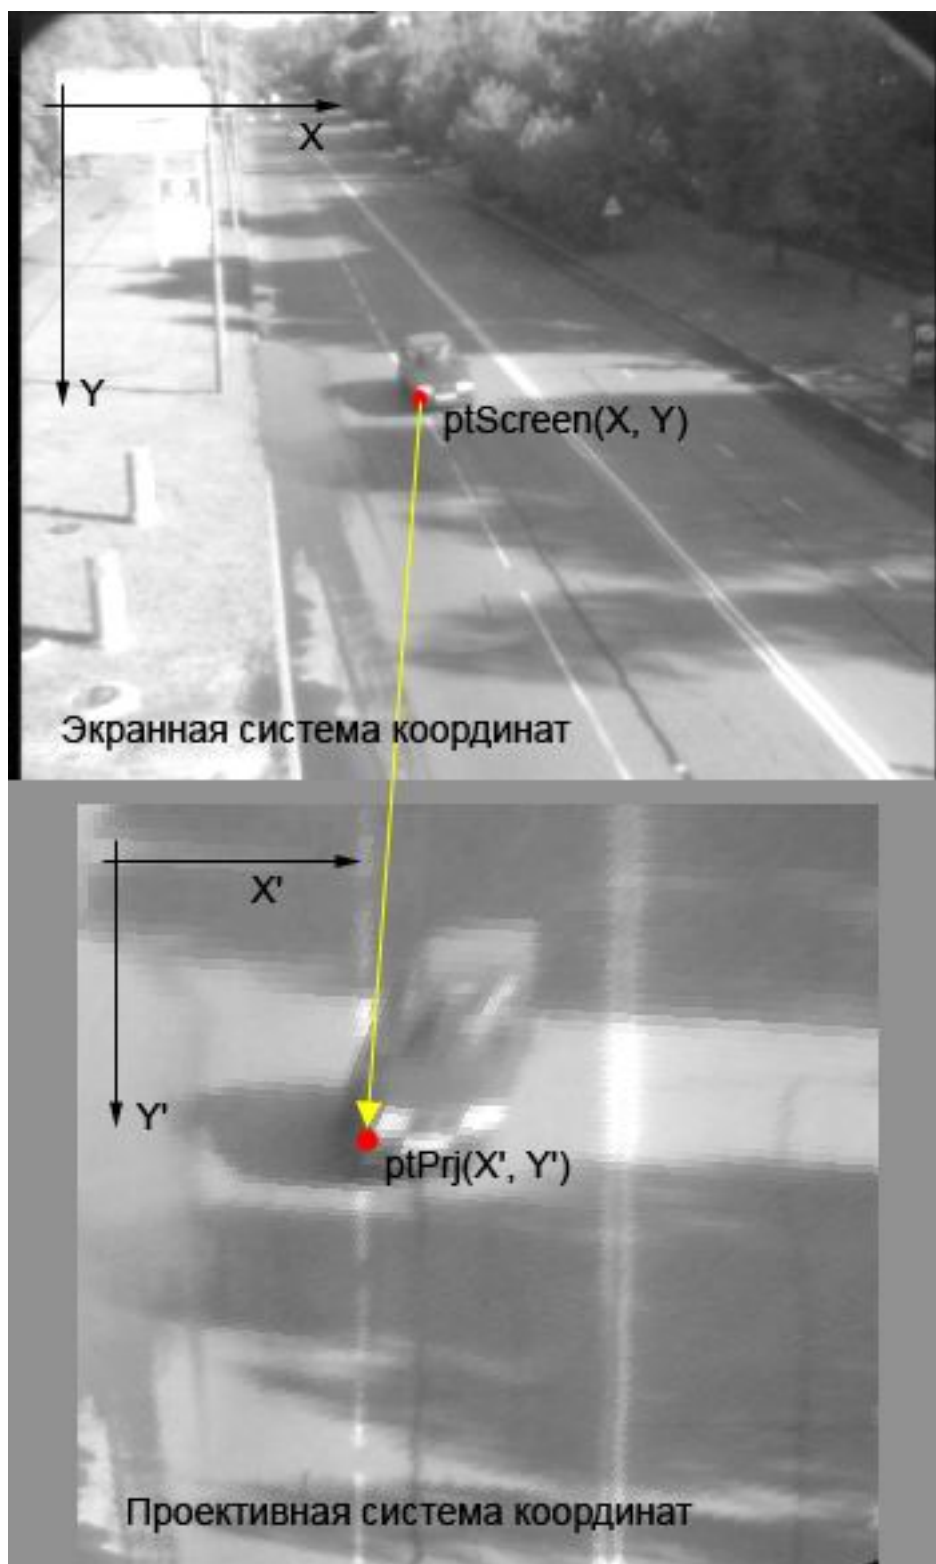 X
Y
ptScreen(X, Y)
Экранная система координат
X'
Y'
ptPrj(X', Y')
Проективная система координат